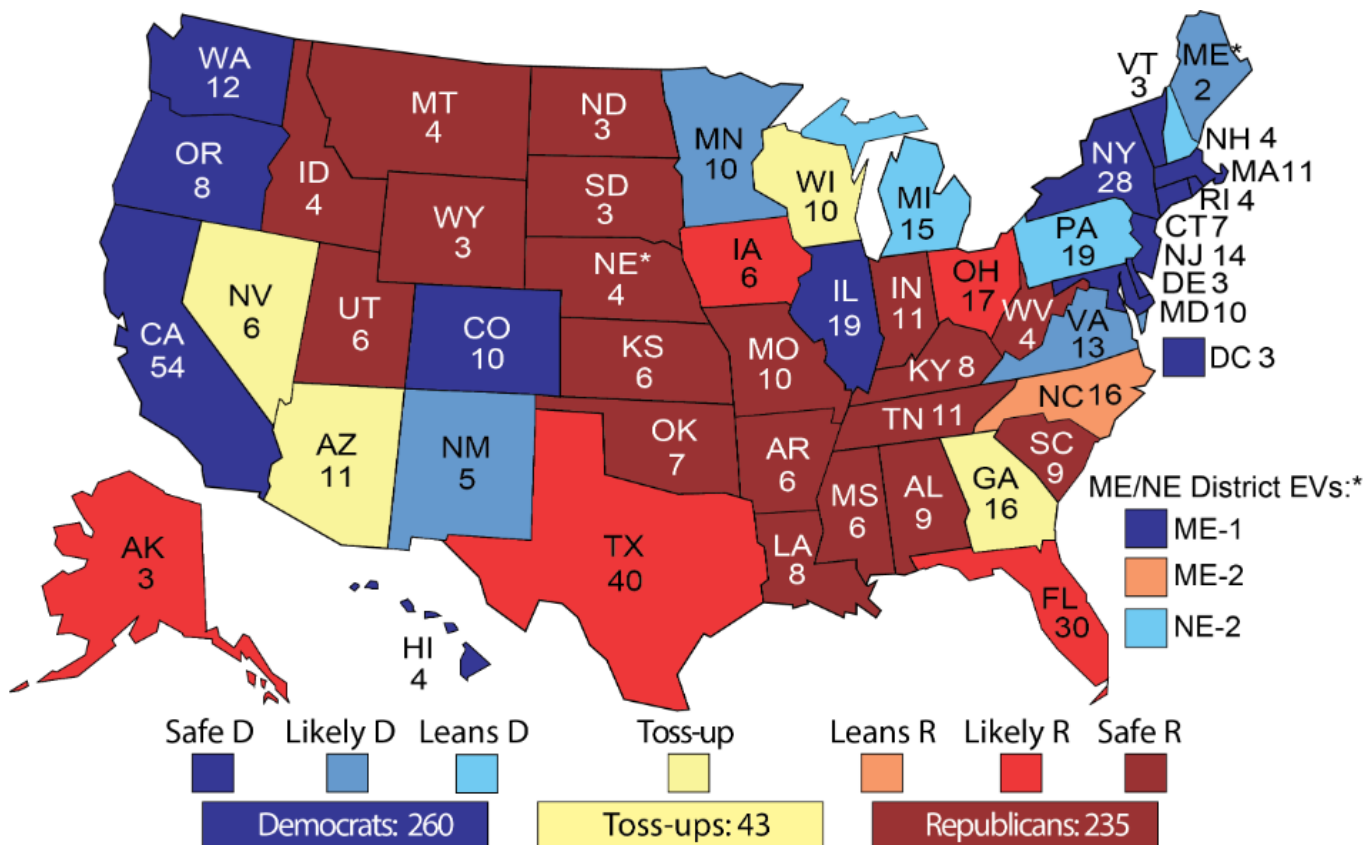 WA
12
OR
8
CA
54
NV
6
ID
4
MT
4
WY
3
UT
6
AZ
11
CO
10
NM
5
ND
3
SD
3
NE*
4
KS
6
OK
7
TX
40
MN
10
IA
6
MO
10
AR
6
LA
8
WI
10
IL
19
MI
15
IN
11
OH
17
KY 8
TN 11
MS
6
AL
9
GA
16
FL
30
SC
9
NC 16
VA
13
WV
4
PA
19
NY
28
VT
3
ME*
2
NH 4
MA 11
RI 4
CT 7
NJ 14
DE 3
MD 10
DC 3
AK
3
HI
4
ME/NE District EVs:*
ME-1
ME-2
NE-2
Safe D Likely D Leans D Toss-up Leans R Likely R Safe R
Democrats: 260 Toss-ups: 43 Republicans: 235